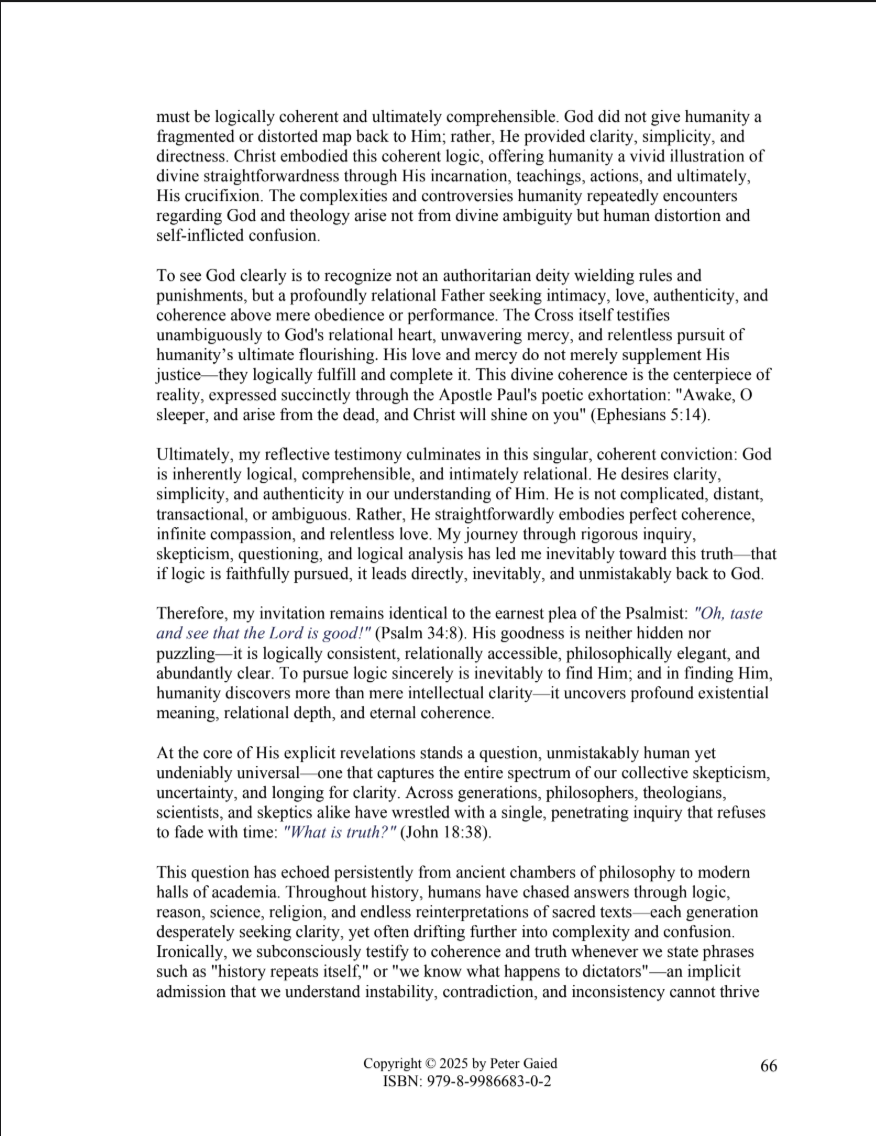 must be logically coherent and ultimately comprehensible. God did not give humanity a
fragmented or distorted map back to Him; rather, He provided clarity, simplicity, and
directness. Christ embodied this coherent logic, offering humanity a vivid illustration of
divine straightforwardness through His incarnation, teachings, actions, and ultimately,
His crucifixion. The complexities and controversies humanity repeatedly encounters
regarding God and theology arise not from divine ambiguity but human distortion and
self-inflicted confusion.
To see God clearly is to recognize not an authoritarian deity wielding rules and
punishments, but a profoundly relational Father seeking intimacy, love, authenticity, and
coherence above mere obedience or performance. The Cross itself testifies
unambiguously to God's relational heart, unwavering mercy, and relentless pursuit of
humanity’s ultimate flourishing. His love and mercy do not merely supplement His
justice—they logically fulfill and complete it. This divine coherence is the centerpiece of
reality, expressed succinctly through the Apostle Paul's poetic exhortation: "Awake, O
sleeper, and arise from the dead, and Christ will shine on you" (Ephesians 5:14).
Ultimately, my reflective testimony culminates in this singular, coherent conviction: God
is inherently logical, comprehensible, and intimately relational. He desires clarity,
simplicity, and authenticity in our understanding of Him. He is not complicated, distant,
transactional, or ambiguous. Rather, He straightforwardly embodies perfect coherence,
infinite compassion, and relentless love. My journey through rigorous inquiry,
skepticism, questioning, and logical analysis has led me inevitably toward this truth—that
if logic is faithfully pursued, it leads directly, inevitably, and unmistakably back to God.
Therefore, my invitation remains identical to the earnest plea of the Psalmist: "Oh, taste
and see that the Lord is good!" (Psalm 34:8). His goodness is neither hidden nor
puzzling—it is logically consistent, relationally accessible, philosophically elegant, and
abundantly clear. To pursue logic sincerely is inevitably to find Him; and in finding Him,
humanity discovers more than mere intellectual clarity—it uncovers profound existential
meaning, relational depth, and eternal coherence.
At the core of His explicit revelations stands a question, unmistakably human yet
undeniably universal—one that captures the entire spectrum of our collective skepticism,
uncertainty, and longing for clarity. Across generations, philosophers, theologians,
scientists, and skeptics alike have wrestled with a single, penetrating inquiry that refuses
to fade with time: "What is truth?" (John 18:38).
This question has echoed persistently from ancient chambers of philosophy to modern
halls of academia. Throughout history, humans have chased answers through logic,
reason, science, religion, and endless reinterpretations of sacred texts—each generation
desperately seeking clarity, yet often drifting further into complexity and confusion.
Ironically, we subconsciously testify to coherence and truth whenever we state phrases
such as "history repeats itself," or "we know what happens to dictators"—an implicit
admission that we understand instability, contradiction, and inconsistency cannot thrive
Copyright © 2025 by Peter Gaied
66
ISBN: 979-8-9986683-0-2